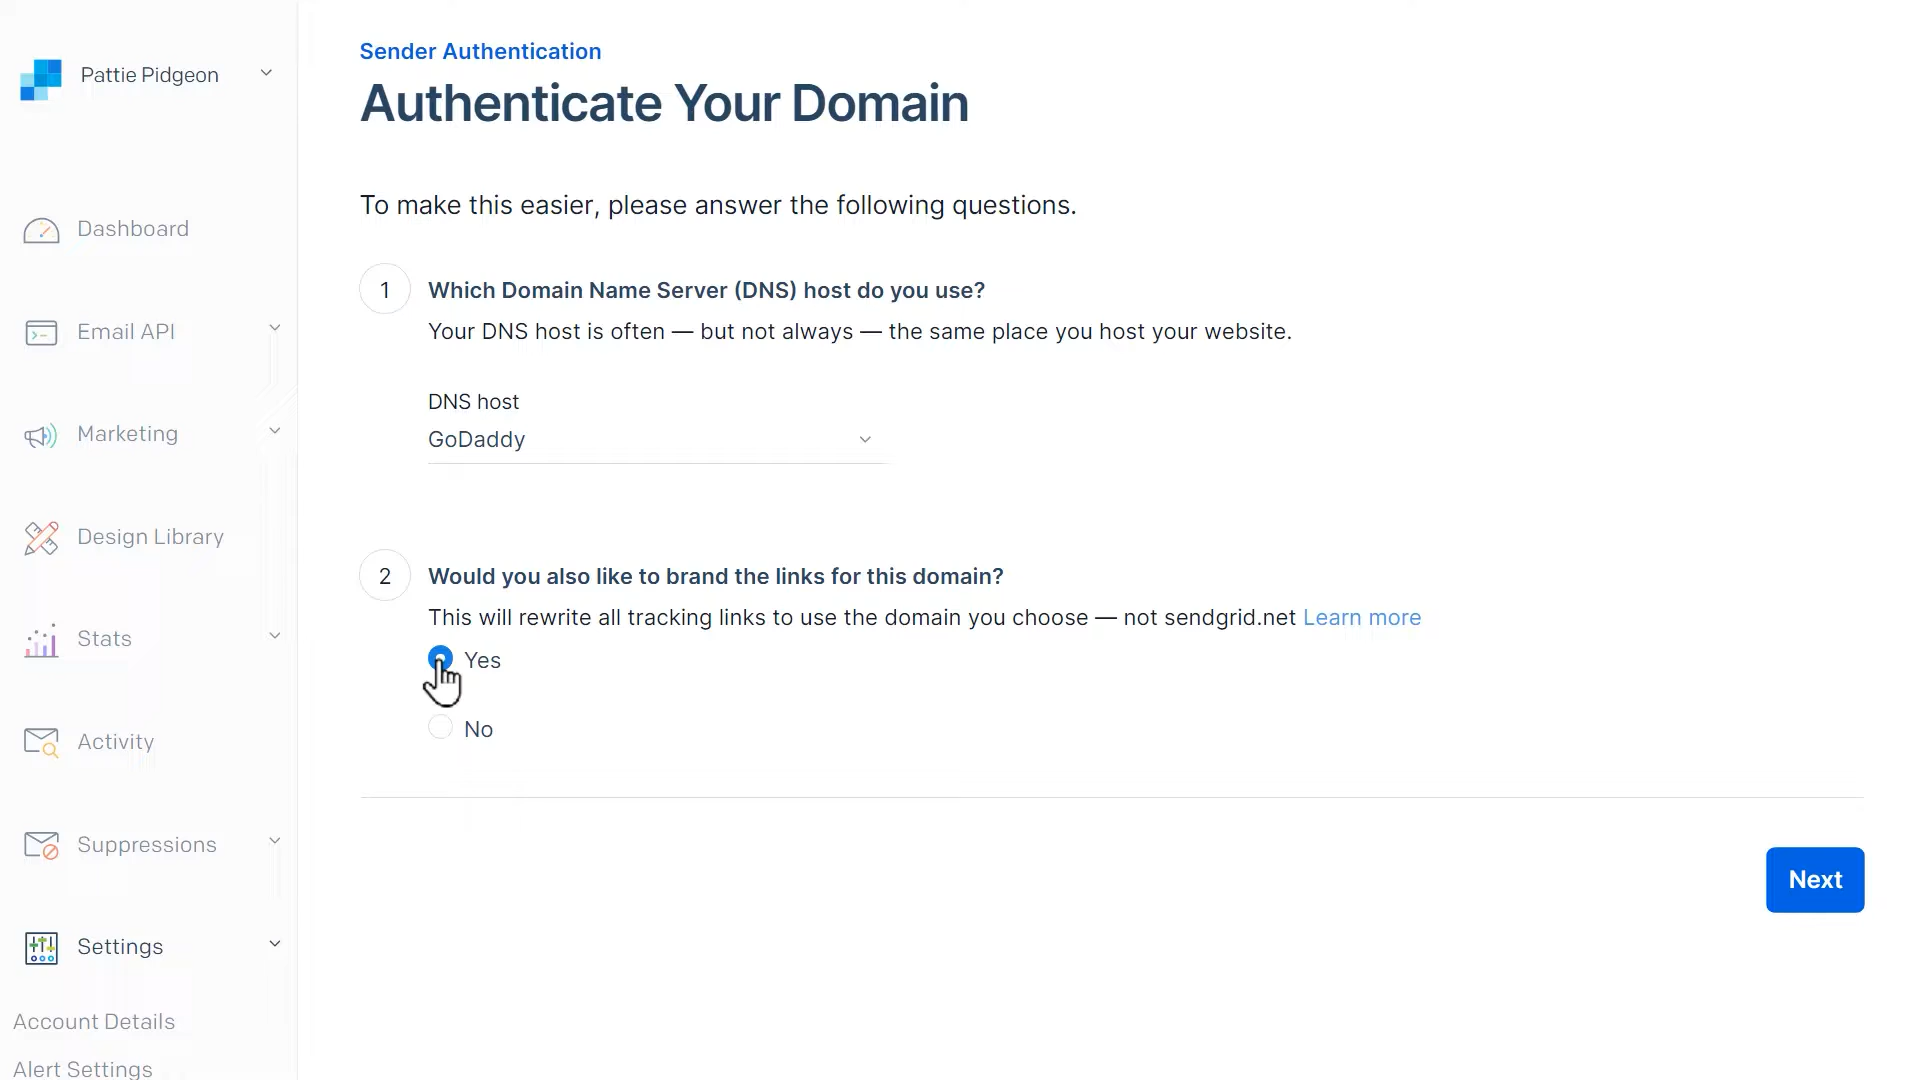 Pattie Pidgeon
Dashboard
Email API
Marketing
Design Library
Stats
Activity
Suppressions
Settings
Account Details
Alert Settings
Sender Authentication
Authenticate Your Domain
To make this easier, please answer the following questions.
1
Which Domain Name Server (DNS) host do you use?
Your DNS host is often — but not always — the same place you host your website.
DNS host
GoDaddy
2
Would you also like to brand the links for this domain?
This will rewrite all tracking links to use the domain you choose — not sendgrid.net Learn more
Yes
No
Next